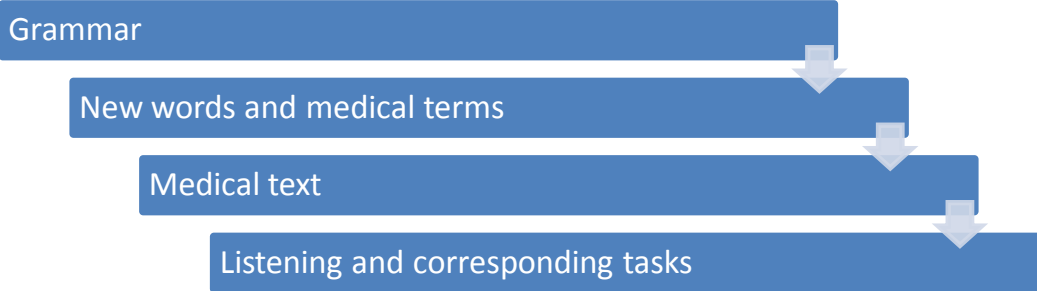 Grammar
New words and medical terms
Medical text
Listening and corresponding tasks